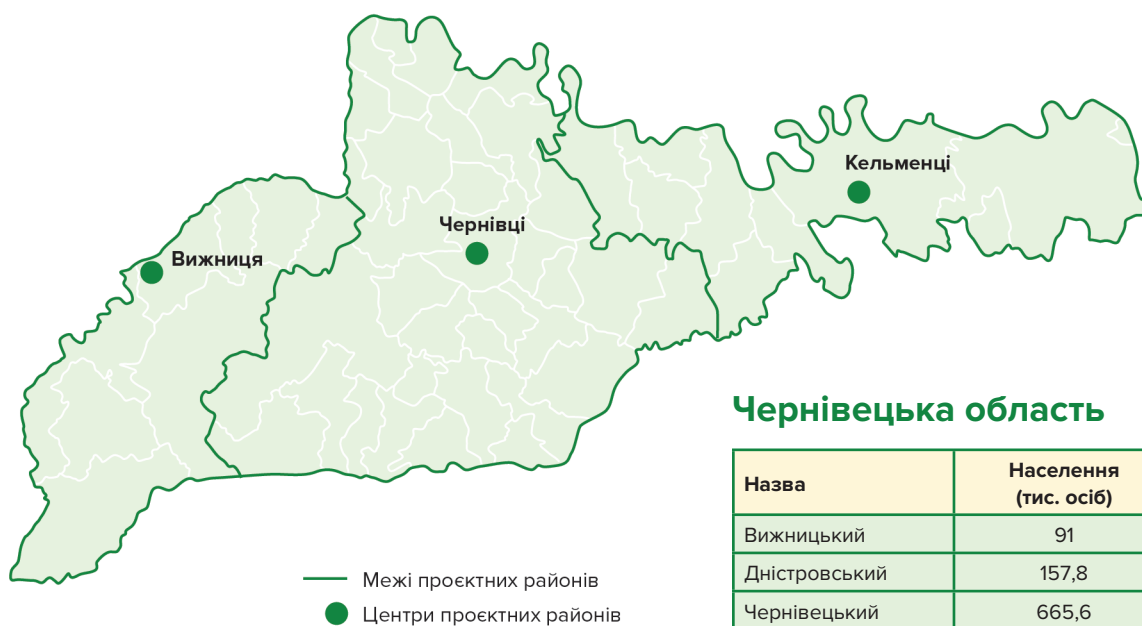 Кельменці
Чернівці
Вижниця
Чернівецька область
Назва
Населення
(тис. осіб)
Вижницький
91
Дністровський
157,8
Чернівецький
665,6
Межі проєктних районів
Центри проєктних районів